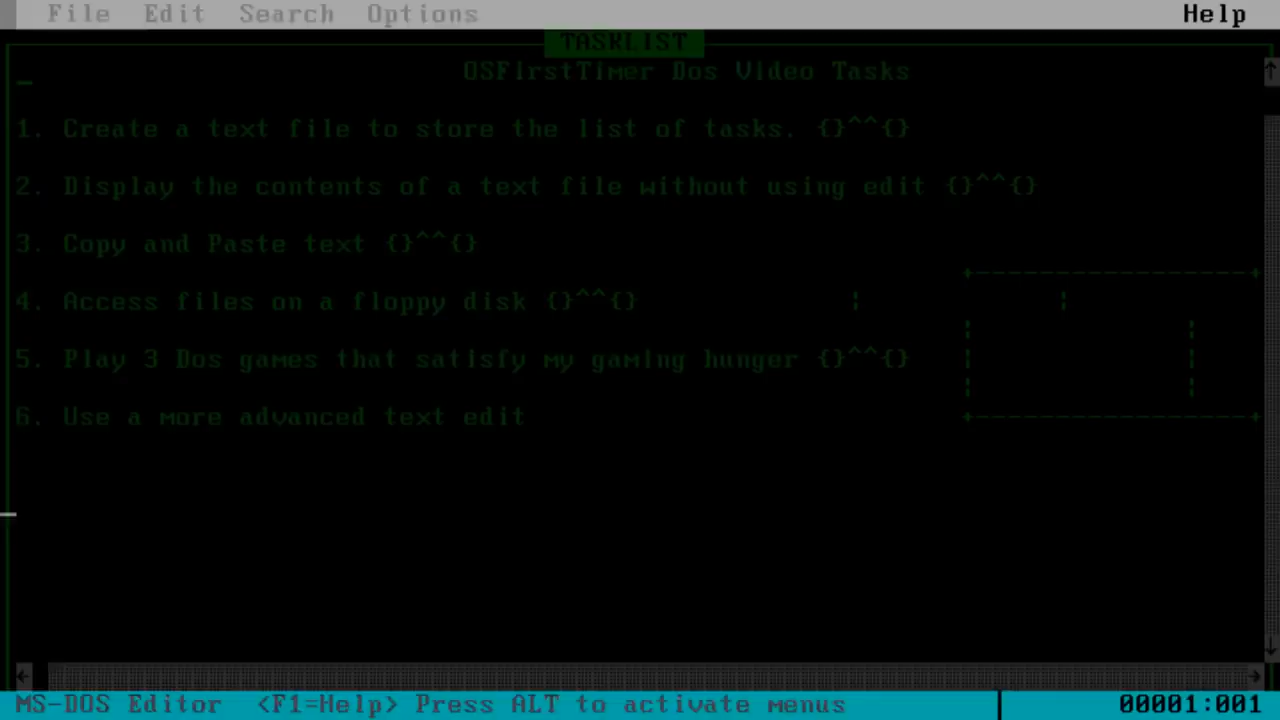 File Edit Search Options Help
TASKLIST
OSFirstTimer Dos Video Tasks
1. Create a text file to store the list of tasks. {}^^{}
2. Display the contents of a text file without using edit {}^^{}
3. Copy and Paste text {}^^{}
4. Access files on a floppy disk {}^^{}
5. Play 3 Dos games that satisfy my gaming hunger {}^^{}
6. Use a more advanced text edit
MS-DOS Editor <F1=Help> Press ALT to activate menus 00001:001